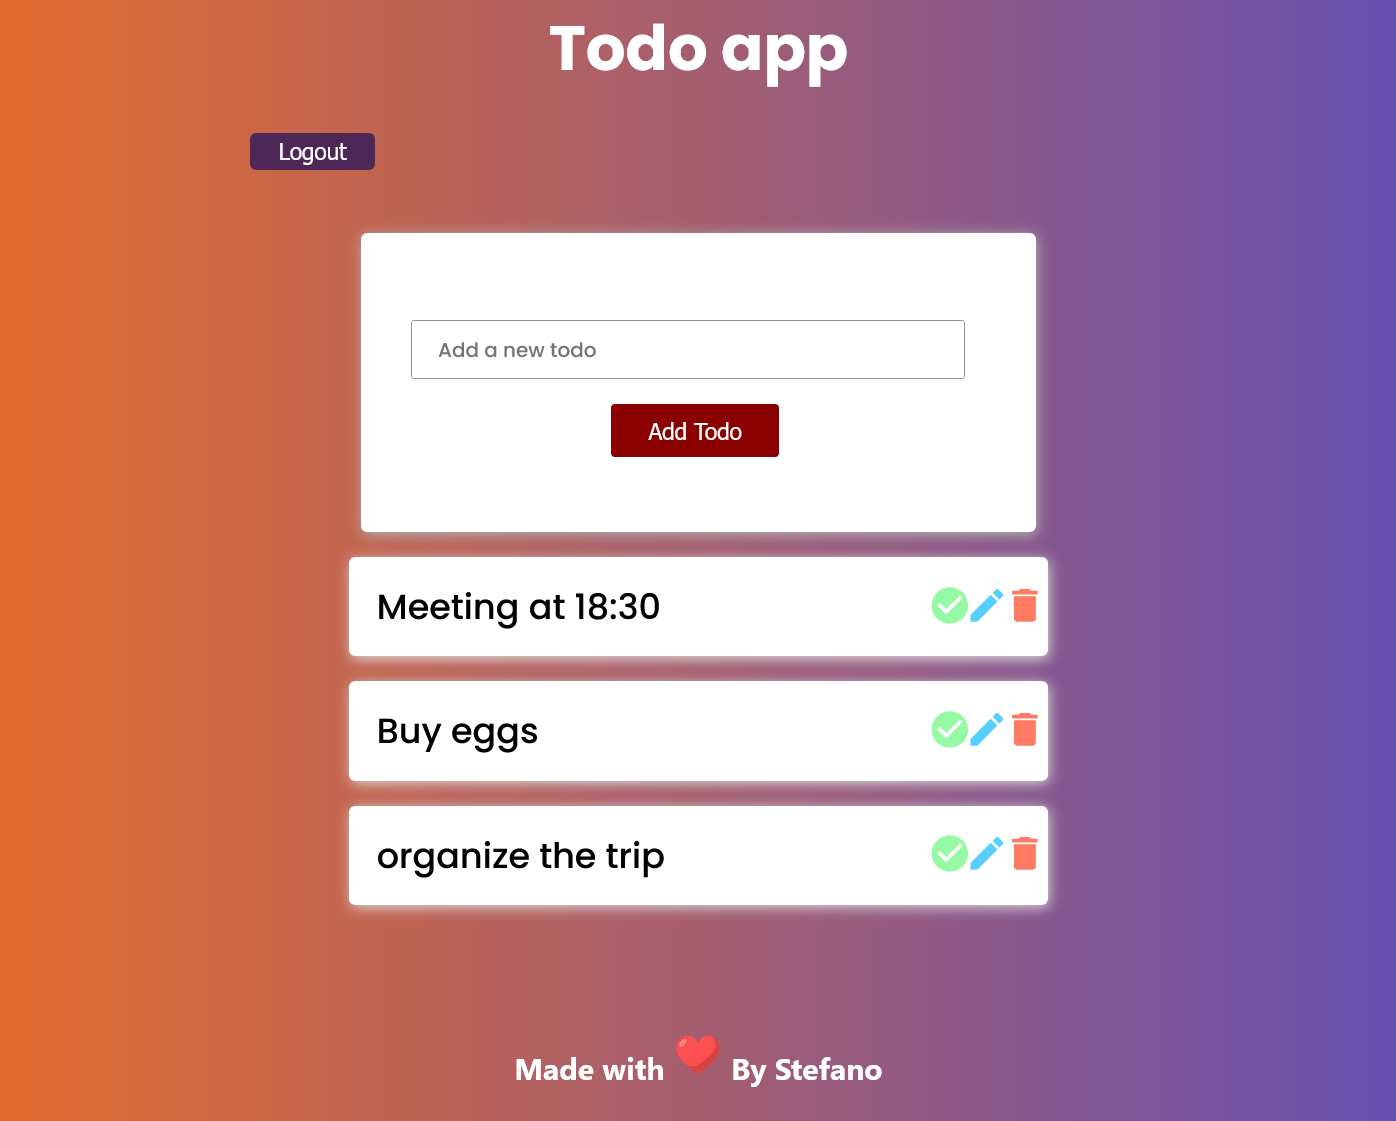 Todo app
Logout
Add a new todo
Add Todo
Meeting at 18:30
Buy eggs
organize the trip
Made with ❤️ By Stefano